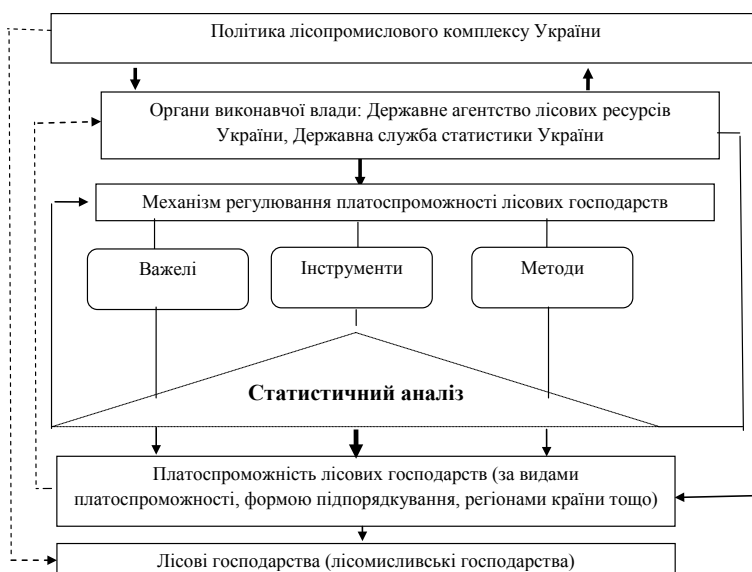 Політика лісопромислового комплексу України
Органи виконавчої влади: Державне агентство лісових ресурсів
України, Державна служба статистики України
Механізм регулювання платоспроможності лісових господарств
Важелі
Інструменти
Методи
Статистичний аналіз
Платоспроможність лісових господарств (за видами
платоспроможності, формою підпорядкування, регіонами країни тощо)
Лісові господарства (лісомисливські господарства)